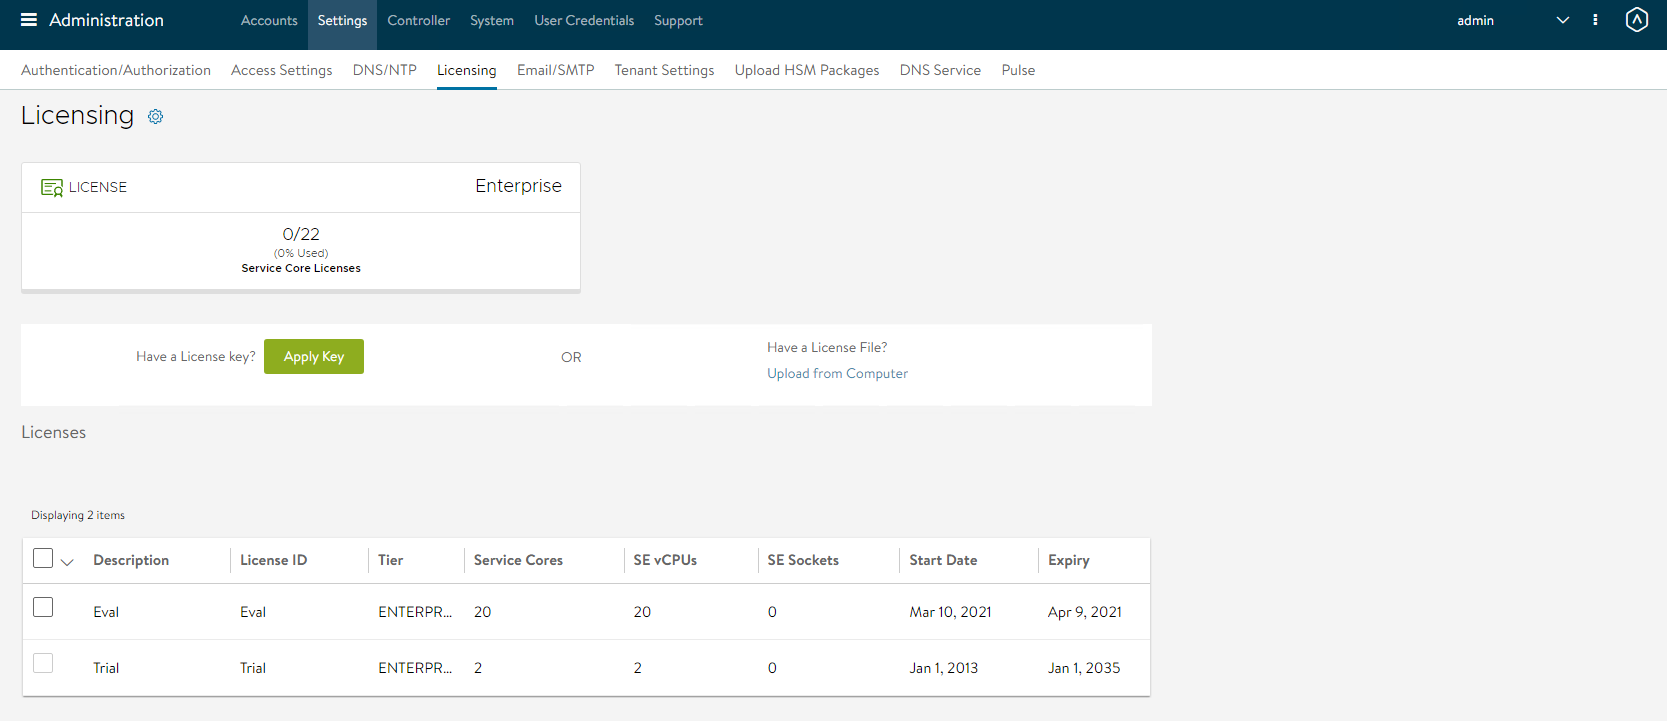 Administration Accounts Settings Controller System User Credentials Support admin
Authentication/Authorization Access Settings DNS/NTP Licensing Email/SMTP Tenant Settings Upload HSM Packages DNS Service Pulse
Licensing
LICENSE Enterprise
0/22
(0% Used)
Service Core Licenses
Have a License key? Apply Key OR Have a License File?
Upload from Computer
Licenses
Displaying 2 items
Description License ID Tier Service Cores SE vCPUs SE Sockets Start Date Expiry
Eval Eval ENTERPR... 20 20 0 Mar 10, 2021 Apr 9, 2021
Trial Trial ENTERPR... 2 2 0 Jan 1, 2013 Jan 1, 2035